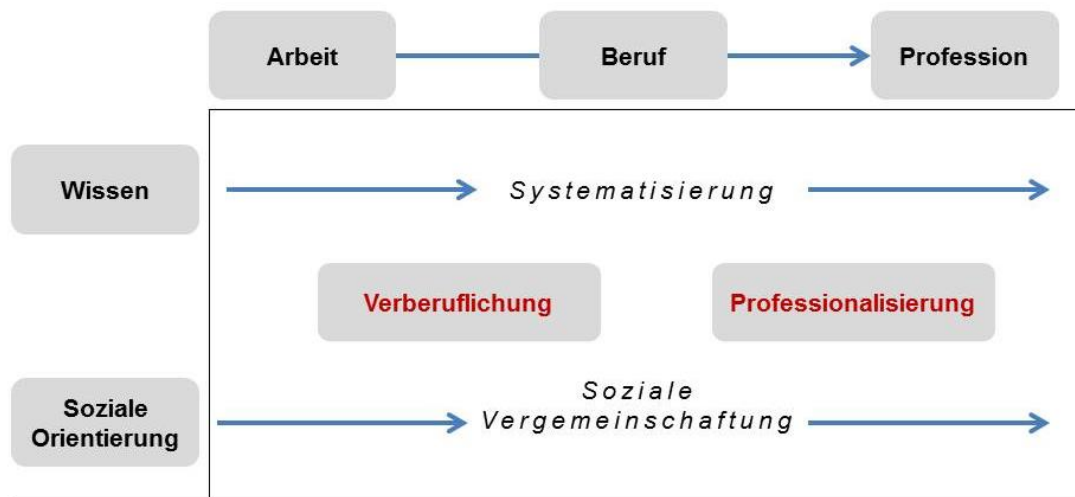 Arbeit
Beruf
Profession
Wissen
Systematisierung
Verberuflichung
Professionalisierung
Soziale
Orientierung
Soziale
Vergemeinschaftung